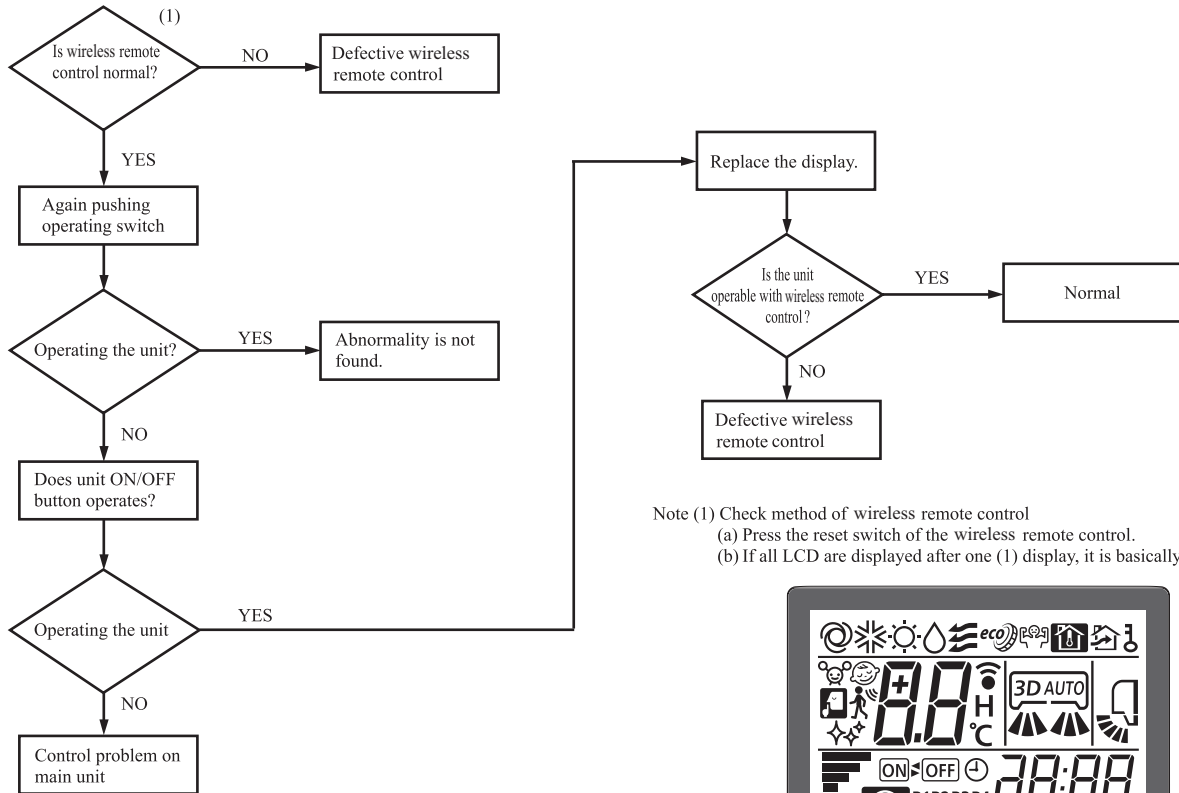 (1)
Is wireless remote
control normal?
NO
Defective wireless
remote control
YES
Again pushing
operating switch
Operating the unit?
YES
Abnormality is not
found.
NO
Does unit ON/OFF
button operates?
Operating the unit
YES
NO
Control problem on
main unit
Replace the display.
Is the unit
operable with wireless remote
control ?
YES
Normal
NO
Defective wireless
remote control
Note (1) Check method of wireless remote control
(a) Press the reset switch of the wireless remote control.
(b) If all LCD are displayed after one (1) display, it is basically
eco
8.8
H
°C
3D AUTO
ON OFF